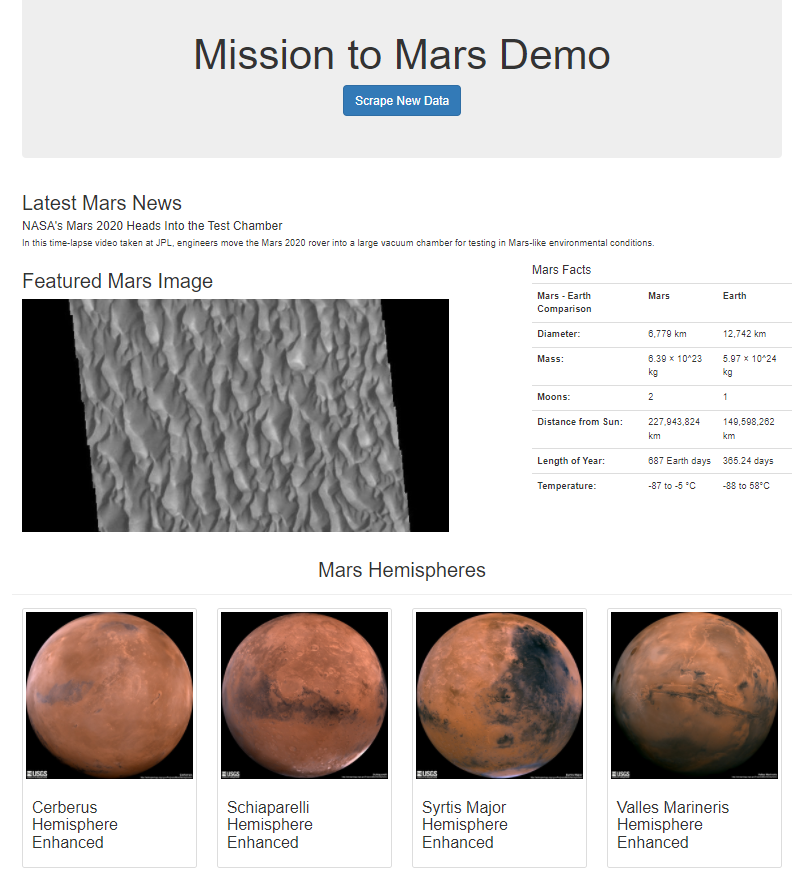 Mission to Mars Demo
Scrape New Data
Latest Mars News
NASA's Mars 2020 Heads Into the Test Chamber
In this time-lapse video taken at JPL, engineers move the Mars 2020 rover into a large vacuum chamber for testing in Mars-like environmental conditions.
Featured Mars Image
Mars Facts
Mars - Earth Comparison Mars Earth
Diameter: 6,779 km 12,742 km
Mass: 6.39 × 10^23 kg 5.97 × 10^24 kg
Moons: 2 1
Distance from Sun: 227,943,824 km 149,598,262 km
Length of Year: 687 Earth days 365.24 days
Temperature: -87 to -5 °C -88 to 58°C
Mars Hemispheres
USGS
USGS
USGS
USGS
Cerberus
Hemisphere
Enhanced
Schiaparelli
Hemisphere
Enhanced
Syrtis Major
Hemisphere
Enhanced
Valles Marineris
Hemisphere
Enhanced